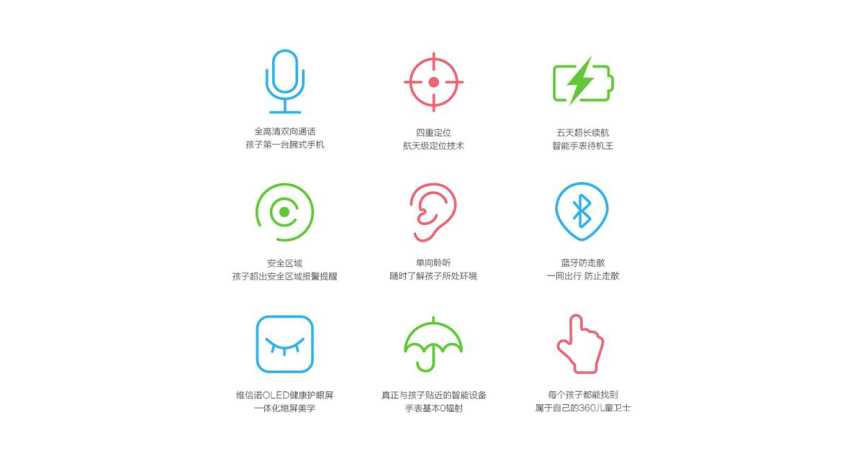 全高清双向通话
孩子第一台腕式手机
四重定位
航天级定位技术
五天超长续航
智能手表待机王
安全区域
孩子超出安全区域报警提醒
单向聆听
随时了解孩子所处环境
蓝牙防走散
一同出行 防止走散
维信诺OLED健康护眼屏
一体化炮屏美学
真正与孩子贴近的智能设备
手表基本0辐射
每个孩子都能找到
属于自己的360儿童卫士